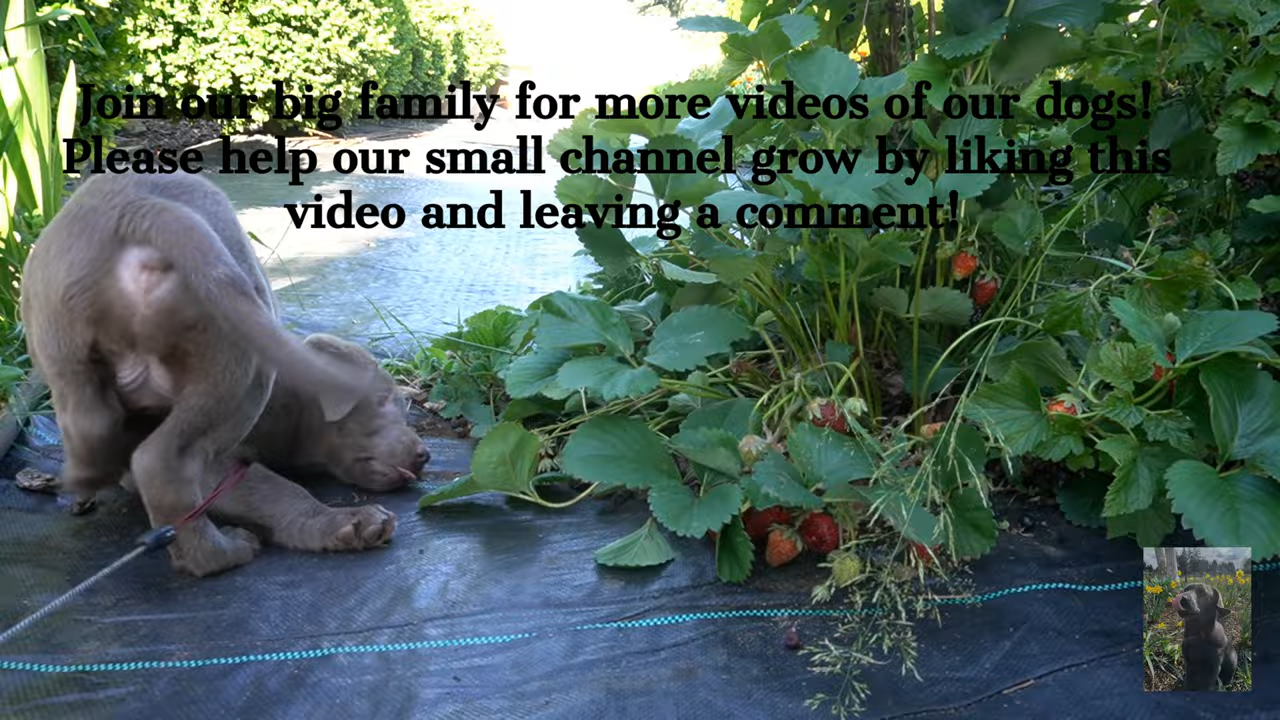 Join our big family for more videos of our dogs!
Please help our small channel grow by liking this
video and leaving a comment!